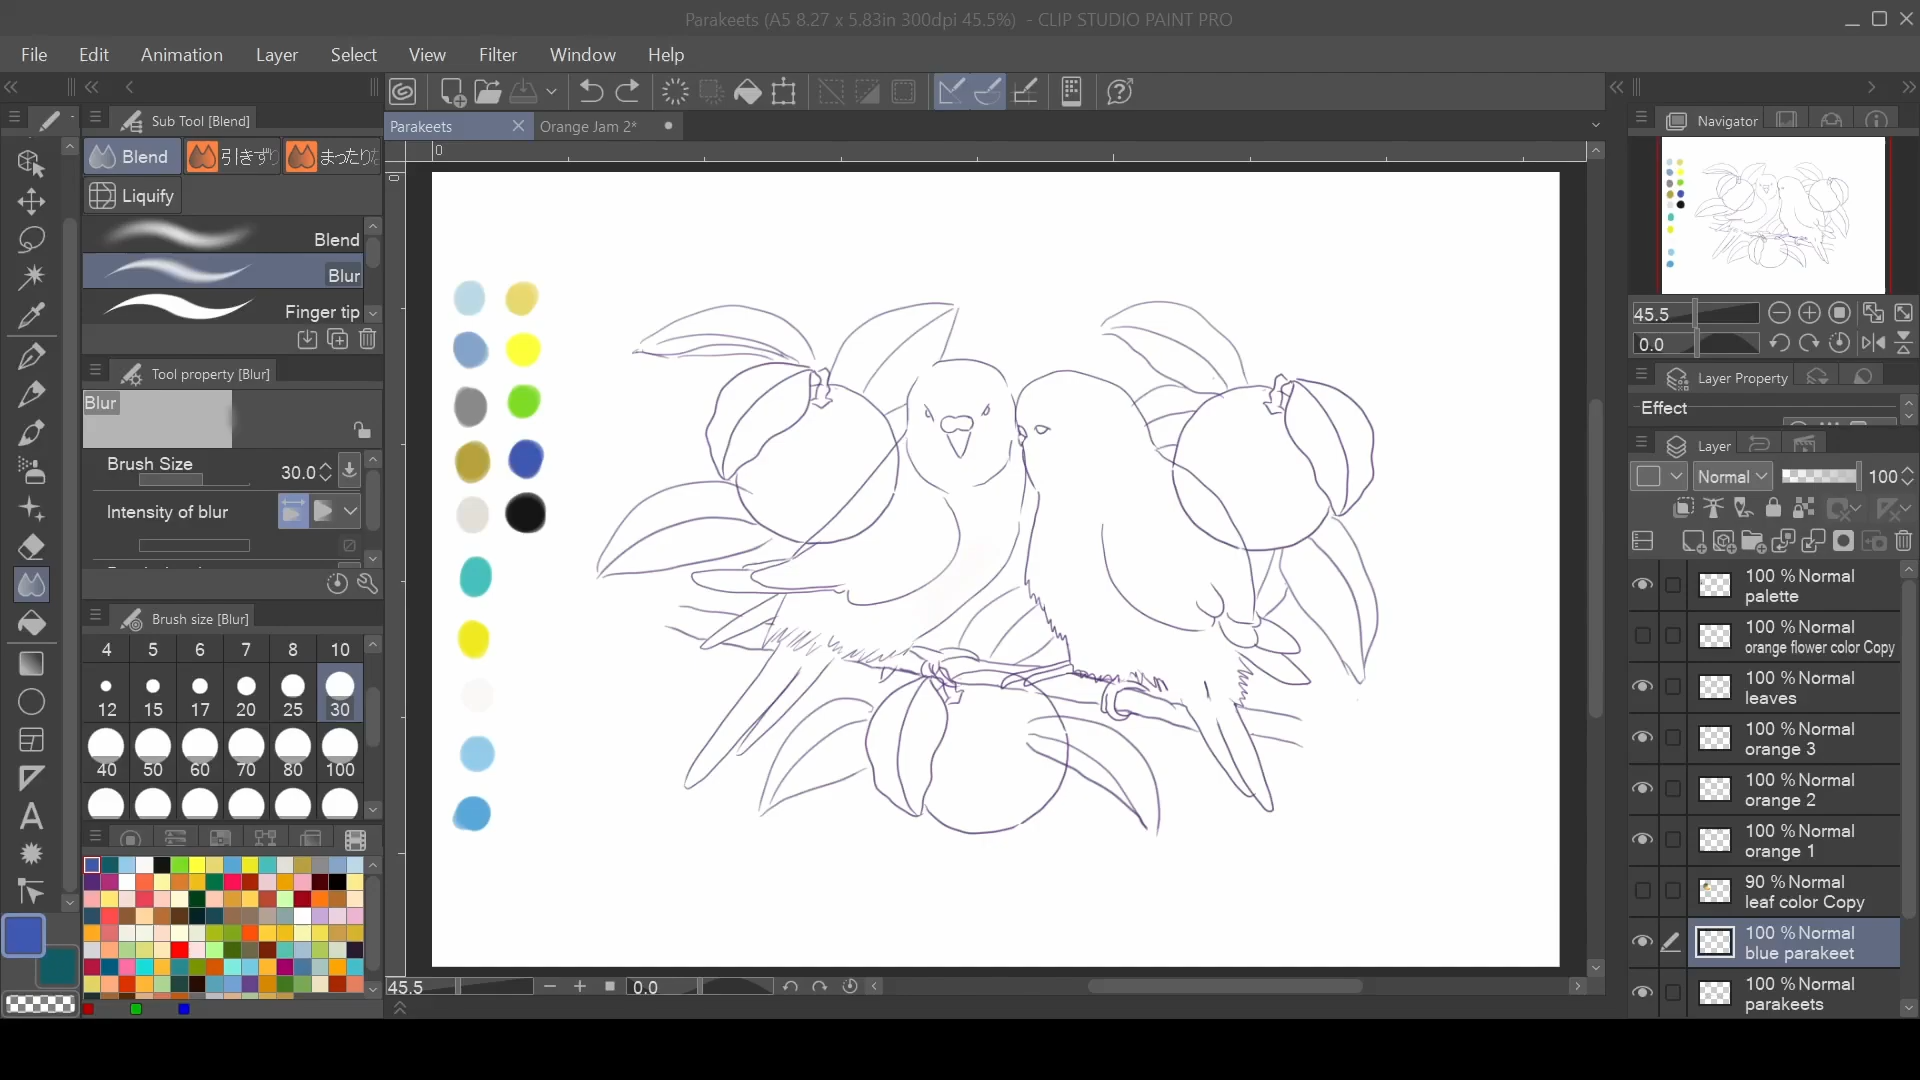 Parakeets (A5 8.27 x 5.83in 300dpi 45.5%) - CLIP STUDIO PAINT PRO
File Edit Animation Layer Select View Filter Window Help
Sub Tool [Blend]
Blend 引きず まったり
Liquify
Blend
Blur
Finger tip
Tool property [Blur]
Blur
Brush Size 30.0
Intensity of blur
Brush size [Blur]
4 5 6 7 8 10
12 15 17 20 25 30
40 50 60 70 80 100
Parakeets Orange Jam 2*
0
0
45.5 0.0
Navigator
45.5
0.0
Layer Property
Effect
Layer
Normal 100
100 % Normal
palette
100 % Normal
orange flower color Copy
100 % Normal
leaves
100 % Normal
orange 3
100 % Normal
orange 2
100 % Normal
orange 1
90 % Normal
leaf color Copy
100 % Normal
blue parakeet
100 % Normal
parakeets